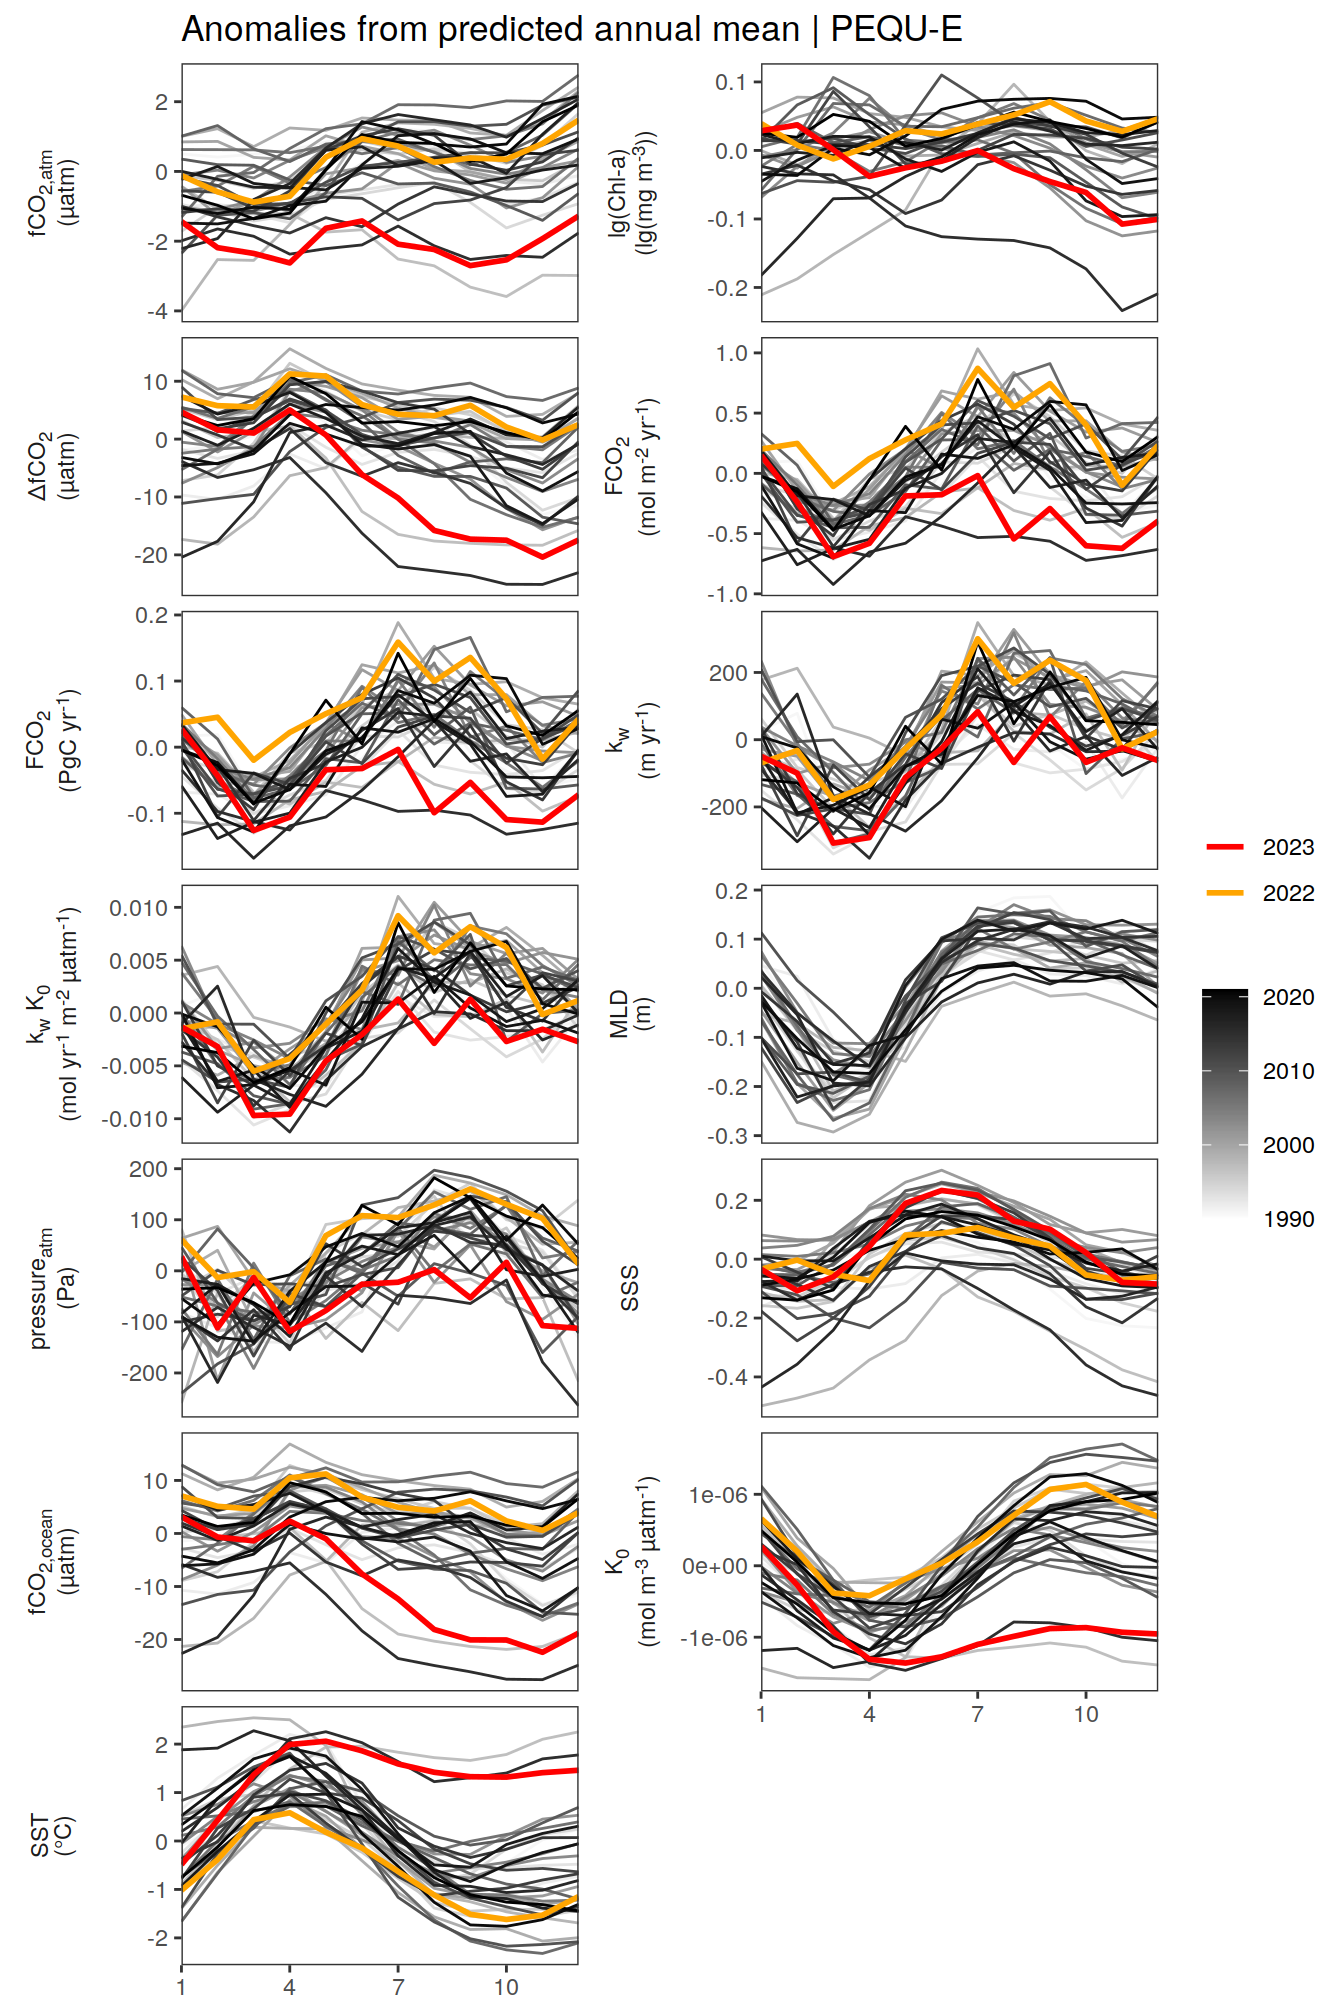 Anomalies from predicted annual mean | PEQU-E
fCO2,atm
(µatm)
2
0
-2
-4
lg(Chl-a)
(lg(mg m-3))
0.1
0.0
-0.1
-0.2
ΔfCO2
(µatm)
10
0
-10
-20
FCO2
(mol m-2 yr-1)
1.0
0.5
0.0
-0.5
-1.0
FCO2
(PgC yr-1)
0.2
0.1
0.0
-0.1
kw
(m yr-1)
200
0
-200
kw K0
(mol yr-1 m-2 µatm-1)
0.010
0.005
0.000
-0.005
-0.010
MLD
(m)
0.2
0.1
0.0
-0.1
-0.2
-0.3
pressureatm
(Pa)
200
100
0
-100
-200
SSS
0.2
0.0
-0.2
-0.4
fCO2,ocean
(µatm)
10
0
-10
-20
K0
(mol m-3 µatm-1)
1e-06
0e+00
-1e-06
1 4 7 10
SST
(°C)
2
1
0
-1
-2
1 4 7 10
2023
2022
2020
2010
2000
1990